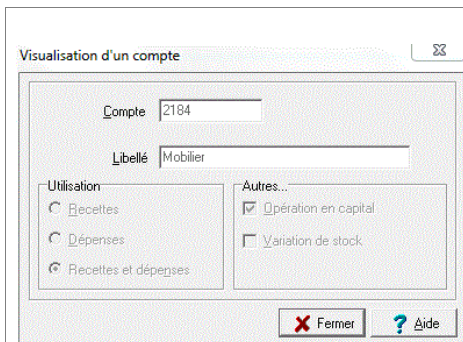 Visualisation d'un compte
Compte 2184
Libellé Mobilier
Utilisation
Recettes
Dépenses
Recettes et dépenses
Autres...
Opération en capital
Variation de stock
Fermer
Aide